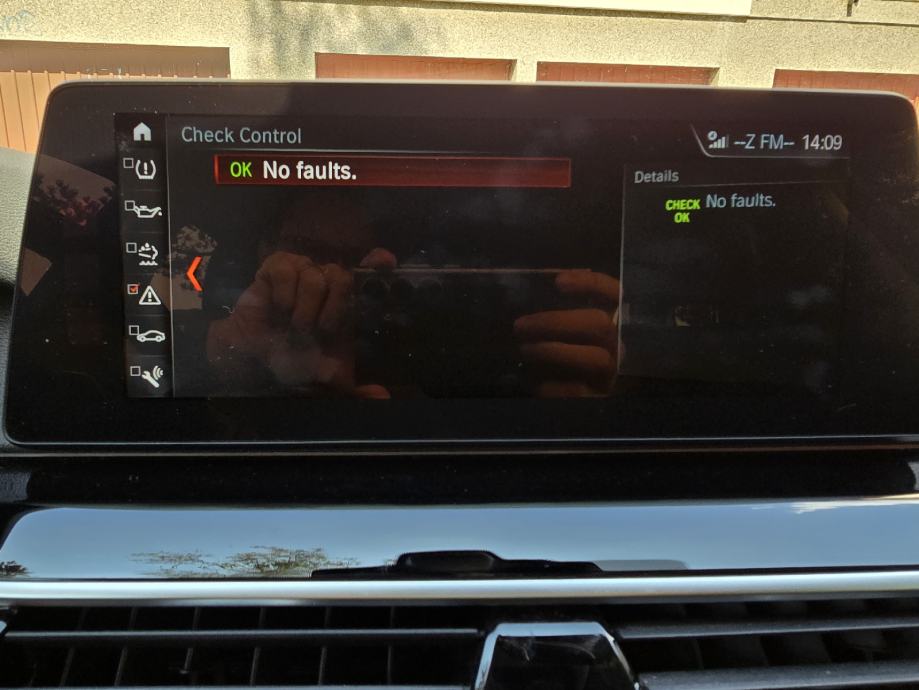 Check Control
--Z FM-- 14:09
OK No faults.
Details
CHECK OK No faults.